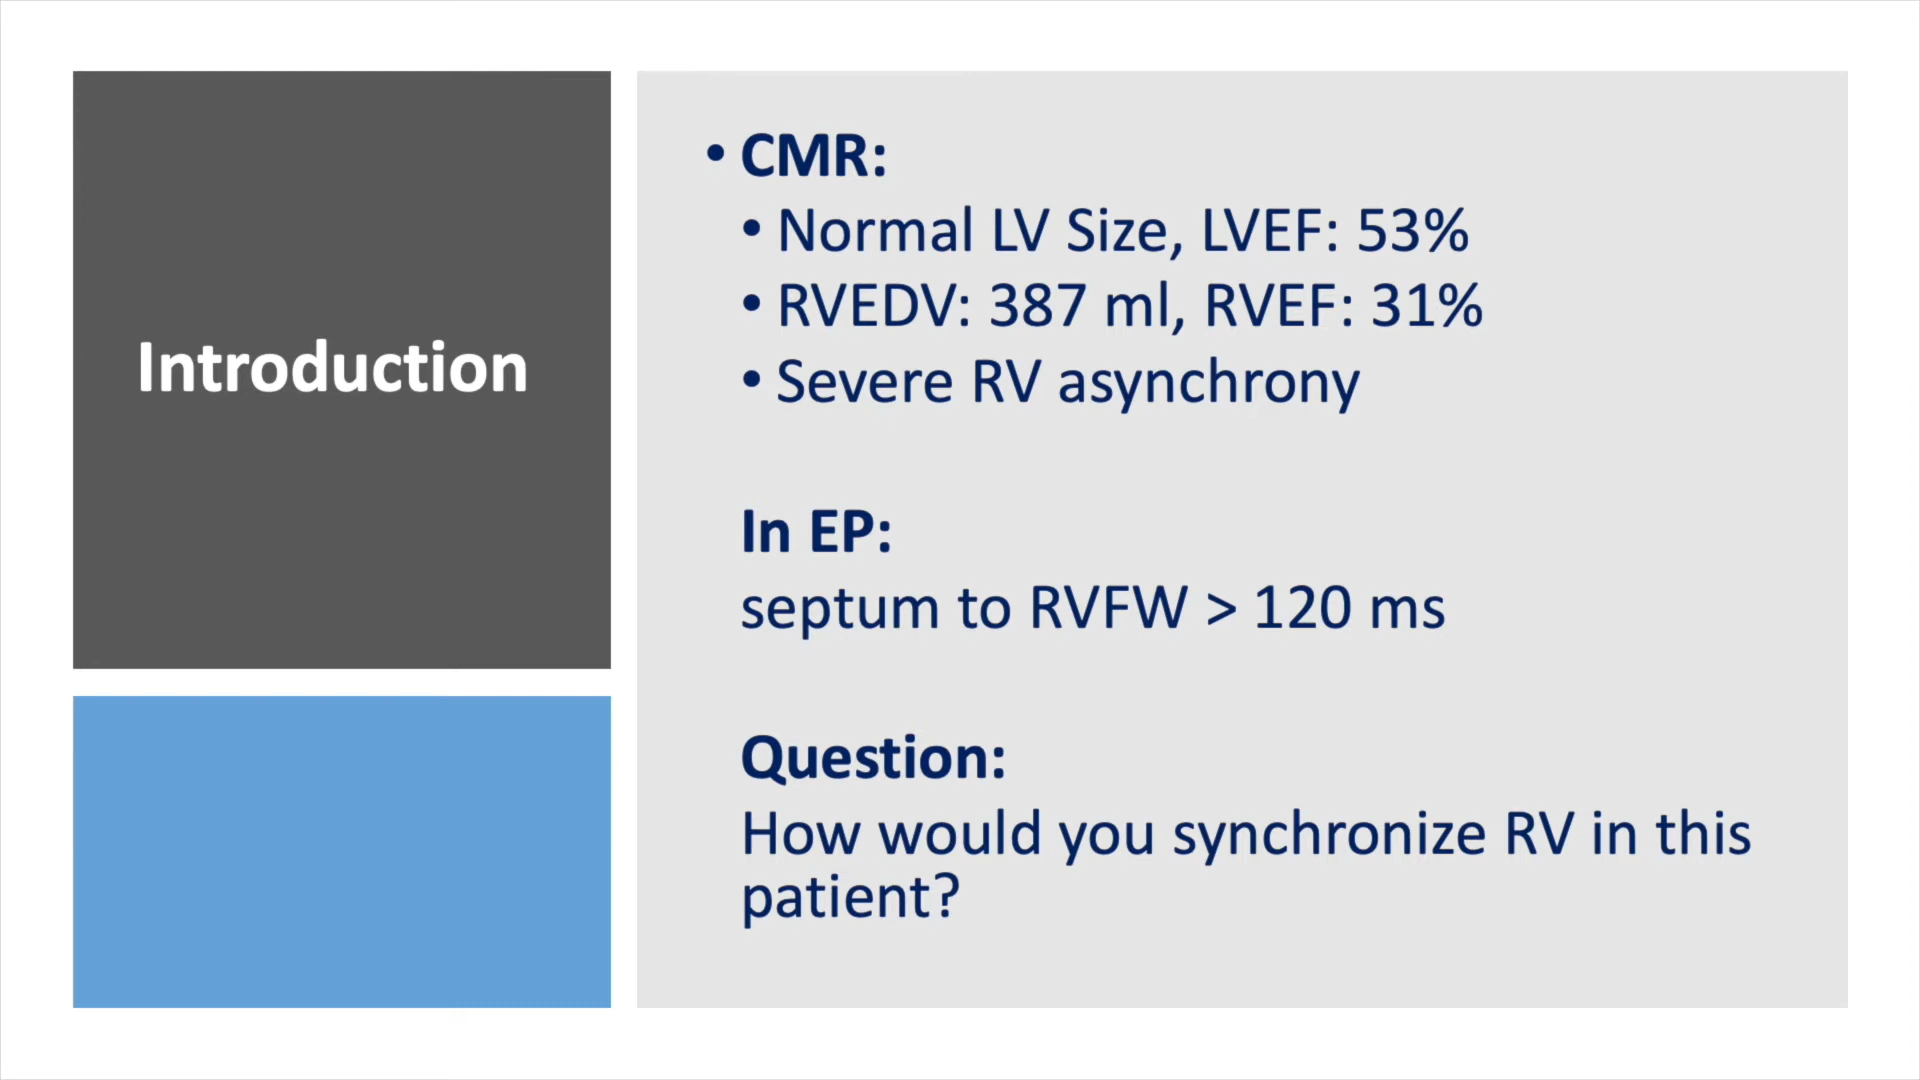 Introduction
• CMR:
• Normal LV Size, LVEF: 53%
• RVEDV: 387 ml, RVEF: 31%
• Severe RV asynchrony
In EP:
septum to RVFW > 120 ms
Question:
How would you synchronize RV in this
patient?